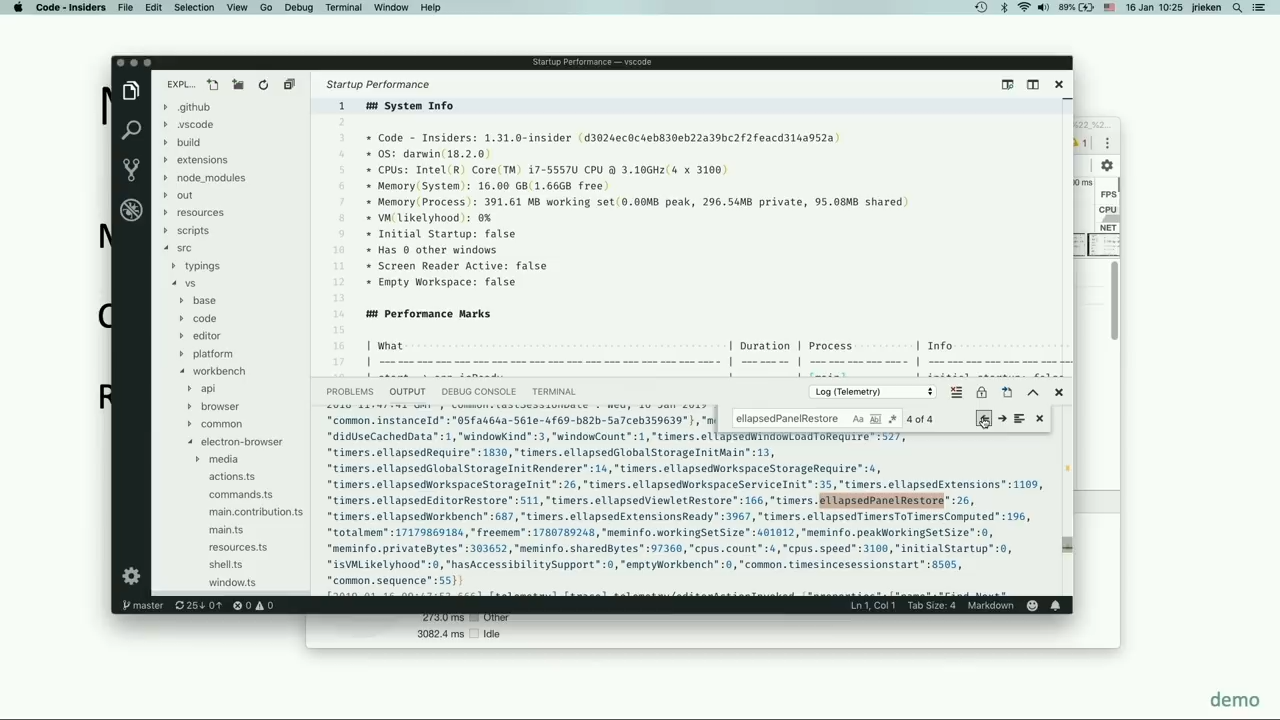 Code - Insiders File Edit Selection View Go Debug Terminal Window Help 89% 16 Jan 10:25 jrieken
Startup Performance — vscode
EXPL...
.github
.vscode
build
extensions
node_modules
out
resources
scripts
src
typings
vs
base
code
editor
platform
workbench
api
browser
common
electron-browser
media
actions.ts
commands.ts
main.contribution.ts
main.ts
resources.ts
shell.ts
window.ts
Startup Performance
1 ## System Info
2
3 * Code - Insiders: 1.31.0-insider (d3024ec0c4eb830eb22a39bc2f2feacd314a952a)
4 * OS: darwin(18.2.0)
5 * CPUs: Intel(R) Core(TM) i7-5557U CPU @ 3.10GHz(4 x 3100)
6 * Memory(System): 16.00 GB(1.66GB free)
7 * Memory(Process): 391.61 MB working set(0.00MB peak, 296.54MB private, 95.08MB shared)
8 * VM(likelyhood): 0%
9 * Initial Startup: false
10 * Has 0 other windows
11 * Screen Reader Active: false
12 * Empty Workspace: false
13
14 ## Performance Marks
15
16 | What | Duration | Process | Info
17
PROBLEMS OUTPUT DEBUG CONSOLE TERMINAL Log (Telemetry)
ellapsedPanelRestore Aa Abl .* 4 of 4
"common.instanceId":"05fa464a-561e-4f69-b82b-5a7ceb359639"},"m
"didUseCachedData":1,"windowKind":3,"windowCount":1,"timers.ellapsedWindowLoadToRequire":527,
"timers.ellapsedRequire":1830,"timers.ellapsedGlobalStorageInitMain":13,
"timers.ellapsedGlobalStorageInitRenderer":14,"timers.ellapsedWorkspaceStorageRequire":4,
"timers.ellapsedWorkspaceStorageInit":26,"timers.ellapsedWorkspaceServiceInit":35,"timers.ellapsedExtensions":1109,
"timers.ellapsedEditorRestore":511,"timers.ellapsedViewletRestore":166,"timers.ellapsedPanelRestore":26,
"timers.ellapsedWorkbench":687,"timers.ellapsedExtensionsReady":3967,"timers.ellapsedTimersToTimersComputed":196,
"totalmem":17179869184,"freemem":1780789248,"meminfo.workingSetSize":401012,"meminfo.peakWorkingSetSize":0,
"meminfo.privateBytes":303652,"meminfo.sharedBytes":97360,"cpus.count":4,"cpus.speed":3100,"initialStartup":0,
"isVMLikelyhood":0,"hasAccessibilitySupport":0,"emptyWorkbench":0,"common.timesincesessionstart":8505,
"common.sequence":55}}
master 25↓ 0↑ 0 0 Ln 1, Col 1 Tab Size: 4 Markdown
1
00 ms
FPS
CPU
NET
273.0 ms Other
3082.4 ms Idle
demo